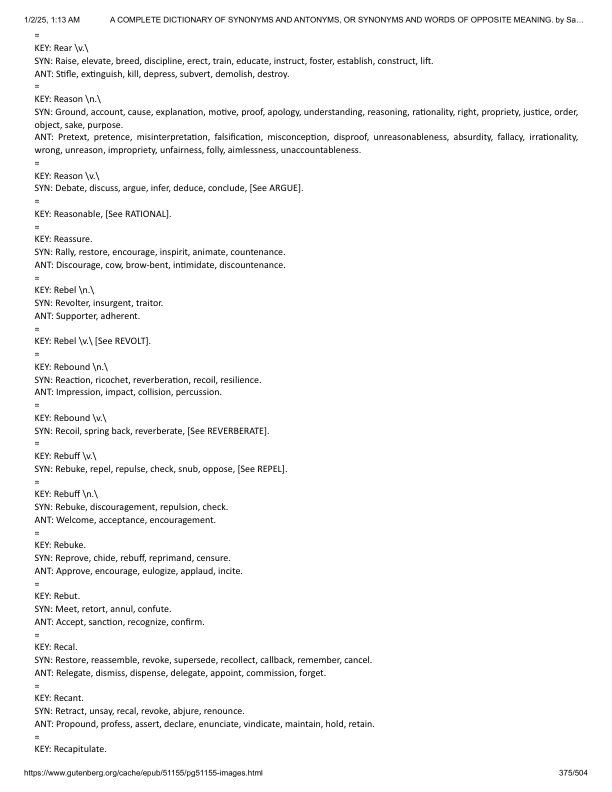 1/2/25, 1:13 AM A COMPLETE DICTIONARY OF SYNONYMS AND ANTONYMS, OR SYNONYMS AND WORDS OF OPPOSITE MEANING. by Sa…
=
KEY: Rear \v.\
SYN: Raise, elevate, breed, discipline, erect, train, educate, instruct, foster, establish, construct, lift.
ANT: Stifle, extinguish, kill, depress, subvert, demolish, destroy.
=
KEY: Reason \n.\
SYN: Ground, account, cause, explanation, motive, proof, apology, understanding, reasoning, rationality, right, propriety, justice, order,
object, sake, purpose.
ANT: Pretext, pretence, misinterpretation, falsification, misconception, disproof, unreasonableness, absurdity, fallacy, irrationality,
wrong, unreason, impropriety, unfairness, folly, aimlessness, unaccountableness.
=
KEY: Reason \v.\
SYN: Debate, discuss, argue, infer, deduce, conclude, [See ARGUE].
=
KEY: Reasonable, [See RATIONAL].
=
KEY: Reassure.
SYN: Rally, restore, encourage, inspirit, animate, countenance.
ANT: Discourage, cow, brow-bent, intimidate, discountenance.
=
KEY: Rebel \n.\
SYN: Revolter, insurgent, traitor.
ANT: Supporter, adherent.
=
KEY: Rebel \v.\ [See REVOLT].
=
KEY: Rebound \n.\
SYN: Reaction, ricochet, reverberation, recoil, resilience.
ANT: Impression, impact, collision, percussion.
=
KEY: Rebound \v.\
SYN: Recoil, spring back, reverberate, [See REVERBERATE].
=
KEY: Rebuff \v.\
SYN: Rebuke, repel, repulse, check, snub, oppose, [See REPEL].
=
KEY: Rebuff \n.\
SYN: Rebuke, discouragement, repulsion, check.
ANT: Welcome, acceptance, encouragement.
=
KEY: Rebuke.
SYN: Reprove, chide, rebuff, reprimand, censure.
ANT: Approve, encourage, eulogize, applaud, incite.
=
KEY: Rebut.
SYN: Meet, retort, annul, confute.
ANT: Accept, sanction, recognize, confirm.
=
KEY: Recal.
SYN: Restore, reassemble, revoke, supersede, recollect, callback, remember, cancel.
ANT: Relegate, dismiss, dispense, delegate, appoint, commission, forget.
=
KEY: Recant.
SYN: Retract, unsay, recal, revoke, abjure, renounce.
ANT: Propound, profess, assert, declare, enunciate, vindicate, maintain, hold, retain.
=
KEY: Recapitulate.
https://www.gutenberg.org/cache/epub/51155/pg51155-images.html 375/504